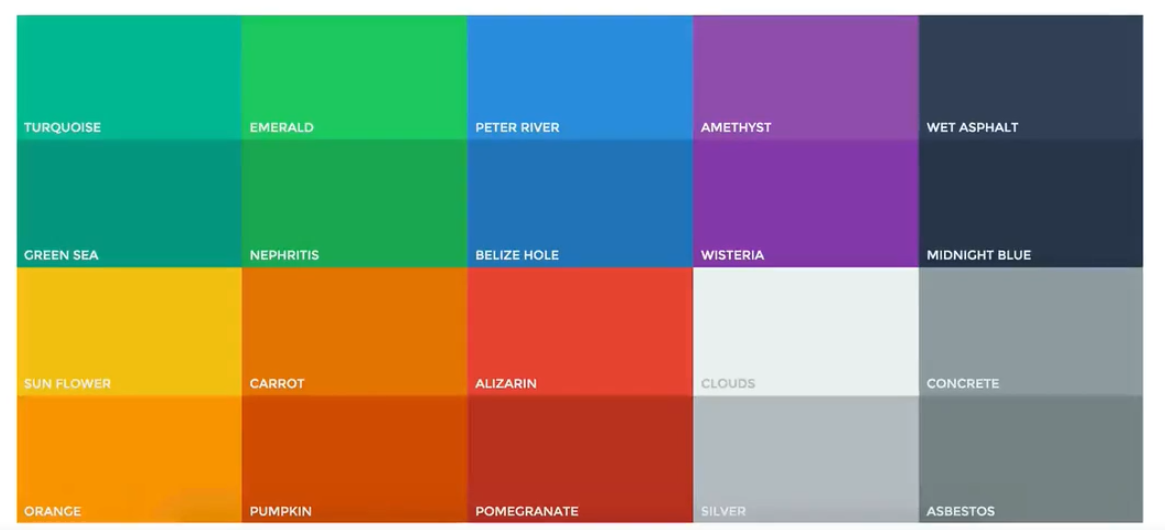 TURQUOISE
EMERALD
PETER RIVER
AMETHYST
WET ASPHALT
GREEN SEA
NEPHRITIS
BELIZE HOLE
WISTERIA
MIDNIGHT BLUE
SUN FLOWER
CARROT
ALIZARIN
CLOUDS
CONCRETE
ORANGE
PUMPKIN
POMEGRANATE
SILVER
ASBESTOS